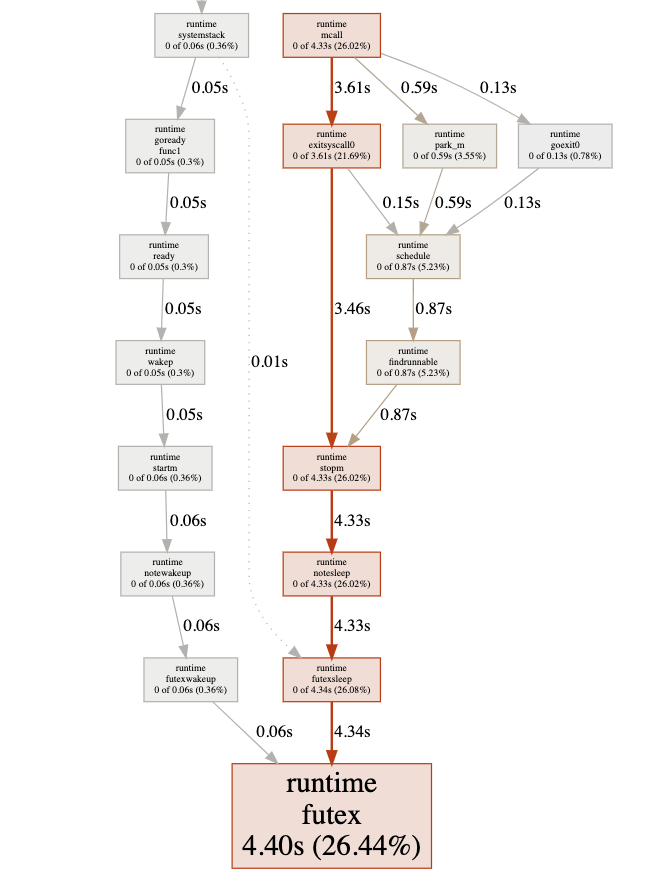 runtime
systemstack
0 of 0.06s (0.36%)
runtime
mcall
0 of 4.33s (26.02%)
0.05s
3.61s
0.59s
0.13s
runtime
goready
func1
0 of 0.05s (0.3%)
runtime
exitsyscall0
0 of 3.61s (21.69%)
runtime
park_m
0 of 0.59s (3.55%)
runtime
goexit0
0 of 0.13s (0.78%)
0.05s
0.15s
0.59s
0.13s
runtime
ready
0 of 0.05s (0.3%)
runtime
schedule
0 of 0.87s (5.23%)
0.05s
3.46s
0.87s
runtime
wakep
0 of 0.05s (0.3%)
0.01s
runtime
findrunnable
0 of 0.87s (5.23%)
0.05s
0.87s
runtime
startm
0 of 0.06s (0.36%)
runtime
stopm
0 of 4.33s (26.02%)
0.06s
4.33s
runtime
notewakeup
0 of 0.06s (0.36%)
runtime
notesleep
0 of 4.33s (26.02%)
0.06s
4.33s
runtime
futexwakeup
0 of 0.06s (0.36%)
runtime
futexsleep
0 of 4.34s (26.08%)
0.06s
4.34s
runtime
futex
4.40s (26.44%)